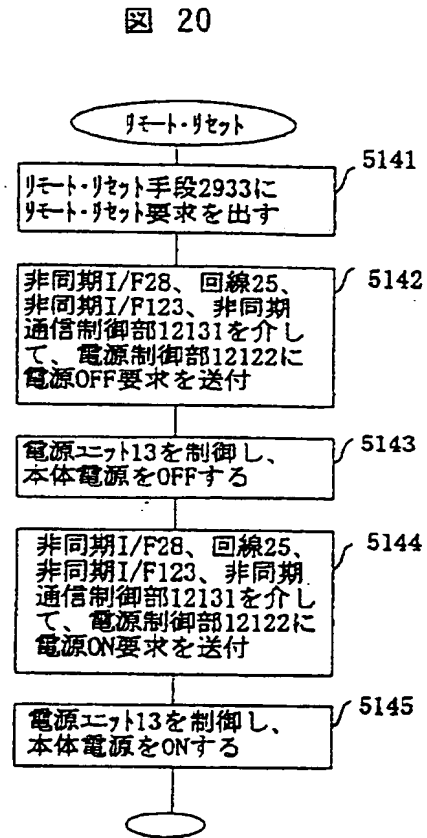 図 20
リモート・リセット
5141
リモート・リセット手段2933に
リモート・リセット要求を出す
5142
非同期I/F28、回線25、
非同期I/F123、非同期
通信制御部12131を介し
て、電源制御部12122に
電源OFF要求を送付
5143
電源ユニット13を制御し、
本体電源をOFFする
5144
非同期I/F28、回線25、
非同期I/F123、非同期
通信制御部12131を介し
て、電源制御部12122に
電源ON要求を送付
5145
電源ユニット13を制御し、
本体電源をONする